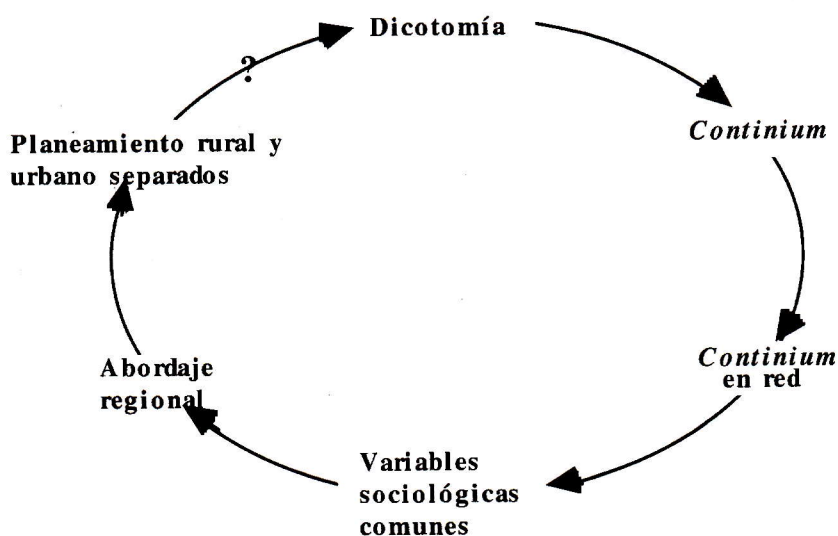 Dicotomía
?
Continium
Planeamiento rural y
urbano separados
Continium
en red
Abordaje
regional
Variables
sociológicas
comunes